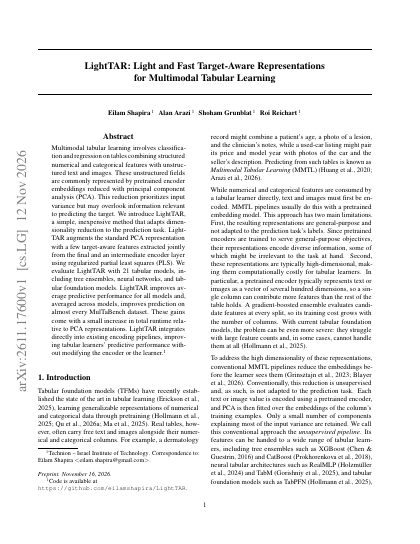 LightTAR: Light and Fast Target-Aware Representations
for Multimodal Tabular Learning
Eilam Shapira 1 Alan Arazi 1 Shoham Grunblat 1 Roi Reichart 1
Abstract
Multimodal tabular learning involves classifica-
tion and regression on tables combining structured
numerical and categorical features with unstruc-
tured text and images. These unstructured fields
are commonly represented by pretrained encoder
embeddings reduced with principal component
analysis (PCA). This reduction prioritizes input
variance but may overlook information relevant
to predicting the target. We introduce LightTAR,
a simple, inexpensive method that adapts dimen-
sionality reduction to the prediction task. Light-
TAR augments the standard PCA representation
with a few target-aware features extracted jointly
from the final and an intermediate encoder layer
using regularized partial least squares (PLS). We
evaluate LightTAR with 21 tabular models, in-
cluding tree ensembles, neural networks, and tab-
ular foundation models. LightTAR improves av-
erage predictive performance for all models and,
averaged across models, improves prediction on
almost every MulTaBench dataset. These gains
come with a small increase in total runtime rela-
tive to PCA representations. LightTAR integrates
directly into existing encoding pipelines, improv-
ing tabular learners' predictive performance with-
out modifying the encoder or the learner.1
1. Introduction
Tabular foundation models (TFMs) have recently estab-
lished the state of the art in tabular learning (Erickson et al.,
2025), learning generalizable representations of numerical
and categorical data through pretraining (Hollmann et al.,
2025; Qu et al., 2026a; Ma et al., 2025). Real tables, how-
ever, often carry free text and images alongside their numer-
ical and categorical columns. For example, a dermatology
1Technion - Israel Institute of Technology. Correspondence to:
Eilam Shapira <eilam.shapira@gmail.com>.
Preprint. November 16, 2026.
1Code is available at
https://github.com/eilamshapira/LightTAR.
record might combine a patient's age, a photo of a lesion,
and the clinician's notes, while a used-car listing might pair
its price and model year with photos of the car and the
seller's description. Predicting from such tables is known as
Multimodal Tabular Learning (MMTL) (Huang et al., 2020;
Arazi et al., 2026).
While numerical and categorical features are consumed by
a tabular learner directly, text and images must first be en-
coded. MMTL pipelines usually do this with a pretrained
embedding model. This approach has two main limitations.
First, the resulting representations are general-purpose and
not adapted to the prediction task's labels. Since pretrained
encoders are trained to serve general-purpose objectives,
their representations encode diverse information, some of
which might be irrelevant to the task at hand. Second,
these representations are typically high-dimensional, mak-
ing them computationally costly for tabular learners. In
particular, a pretrained encoder typically represents text or
images as a vector of several hundred dimensions, so a sin-
gle column can contribute more features than the rest of the
table holds. A gradient-boosted ensemble evaluates candi-
date features at every split, so its training cost grows with
the number of columns. With current tabular foundation
models, the problem can be even more severe: they struggle
with large feature counts and, in some cases, cannot handle
them at all (Hollmann et al., 2025).
To address the high dimensionality of these representations,
conventional MMTL pipelines reduce the embeddings be-
fore the learner sees them (Grinsztajn et al., 2023; Blayer et
al., 2026). Conventionally, this reduction is unsupervised
and, as such, is not adapted to the prediction task. Each
text or image value is encoded using a pretrained encoder,
and PCA is then fitted over the embeddings of the column's
training examples. Only a small number of components
explaining most of the input variance are retained. We call
this conventional approach the unsupervised pipeline. Its
features can be handed to a wide range of tabular learn-
ers, including tree ensembles such as XGBoost (Chen &
Guestrin, 2016) and CatBoost (Prokhorenkova et al., 2018),
neural tabular architectures such as RealMLP (Holzmüller et
al., 2024) and TabM (Gorishniy et al., 2025), and tabular
foundation models such as TabPFN (Hollmann et al., 2025),
1
arXiv:2611.17600v1 [cs.LG] 12 Nov 2026